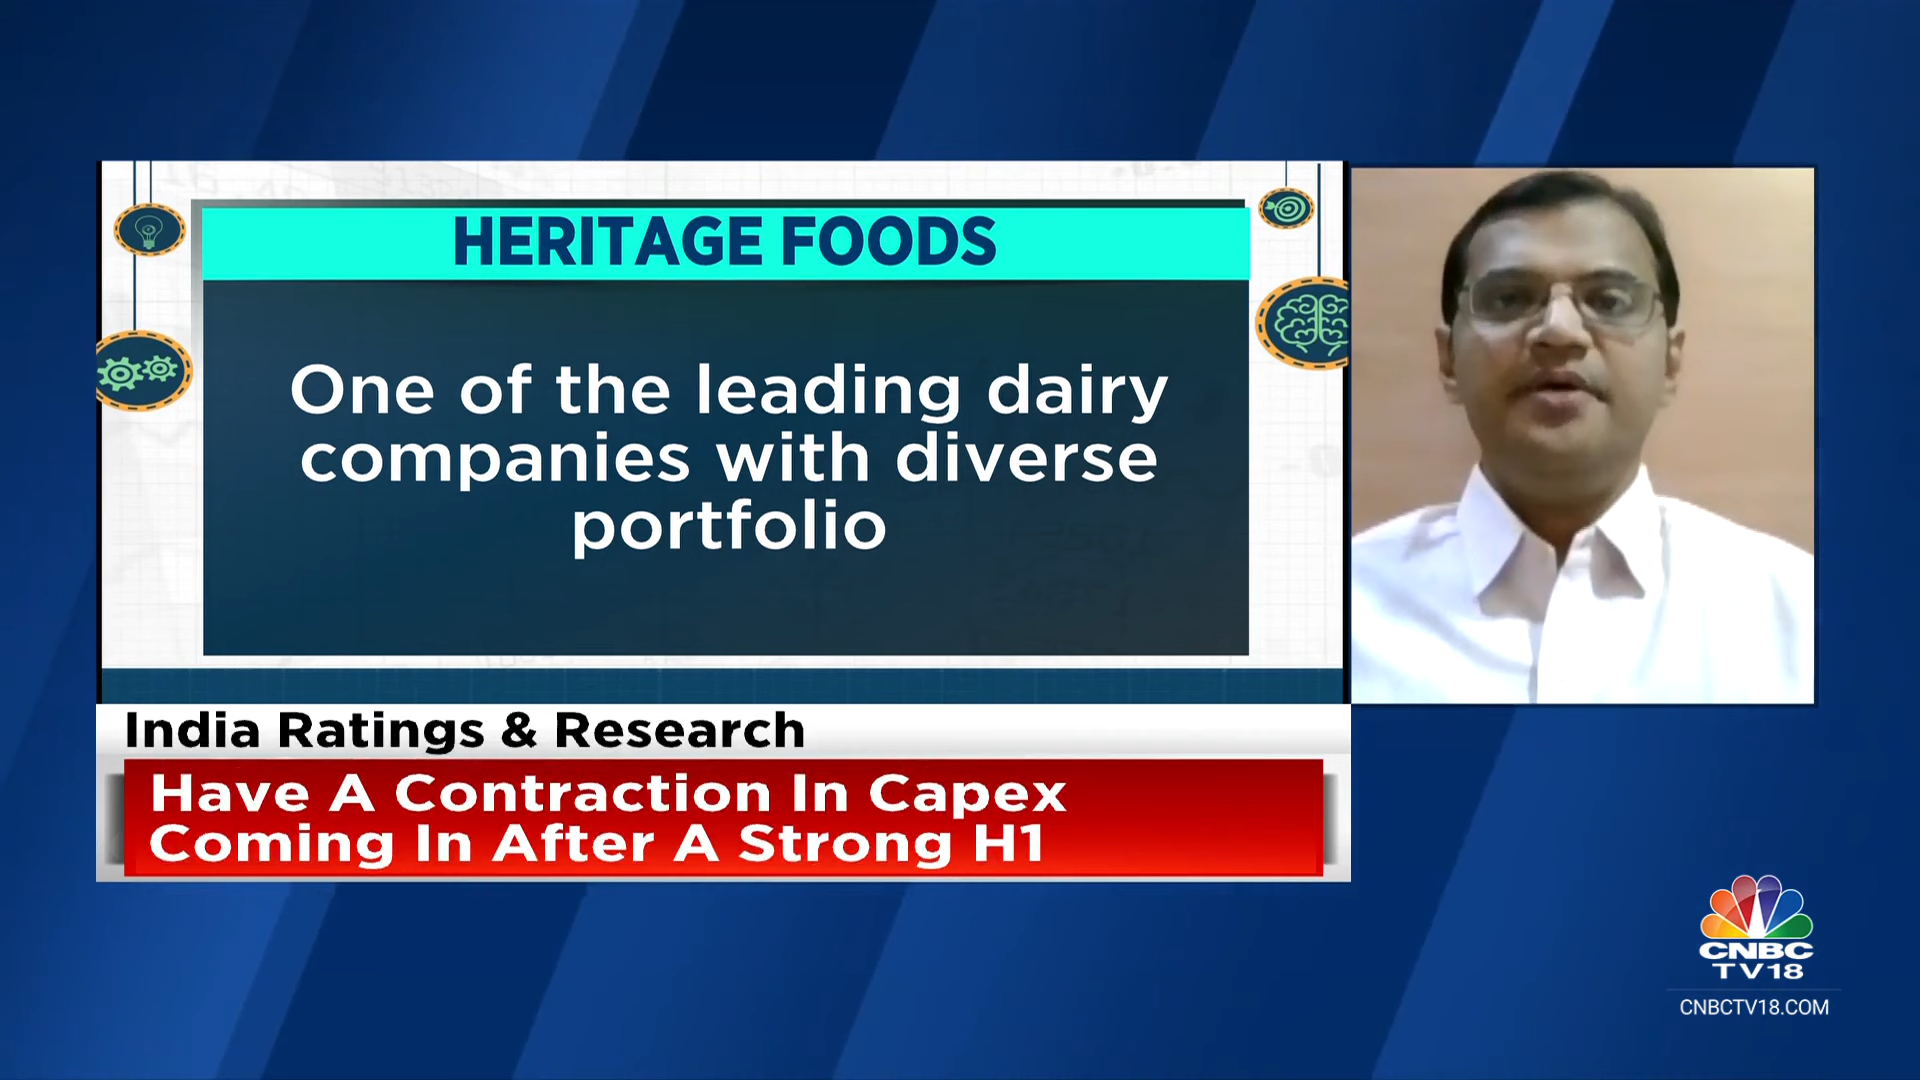 HERITAGE FOODS
One of the leading dairy
companies with diverse
portfolio
India Ratings & Research
Have A Contraction In Capex
Coming In After A Strong H1
CNBC
TV18
CNBCTV18.COM